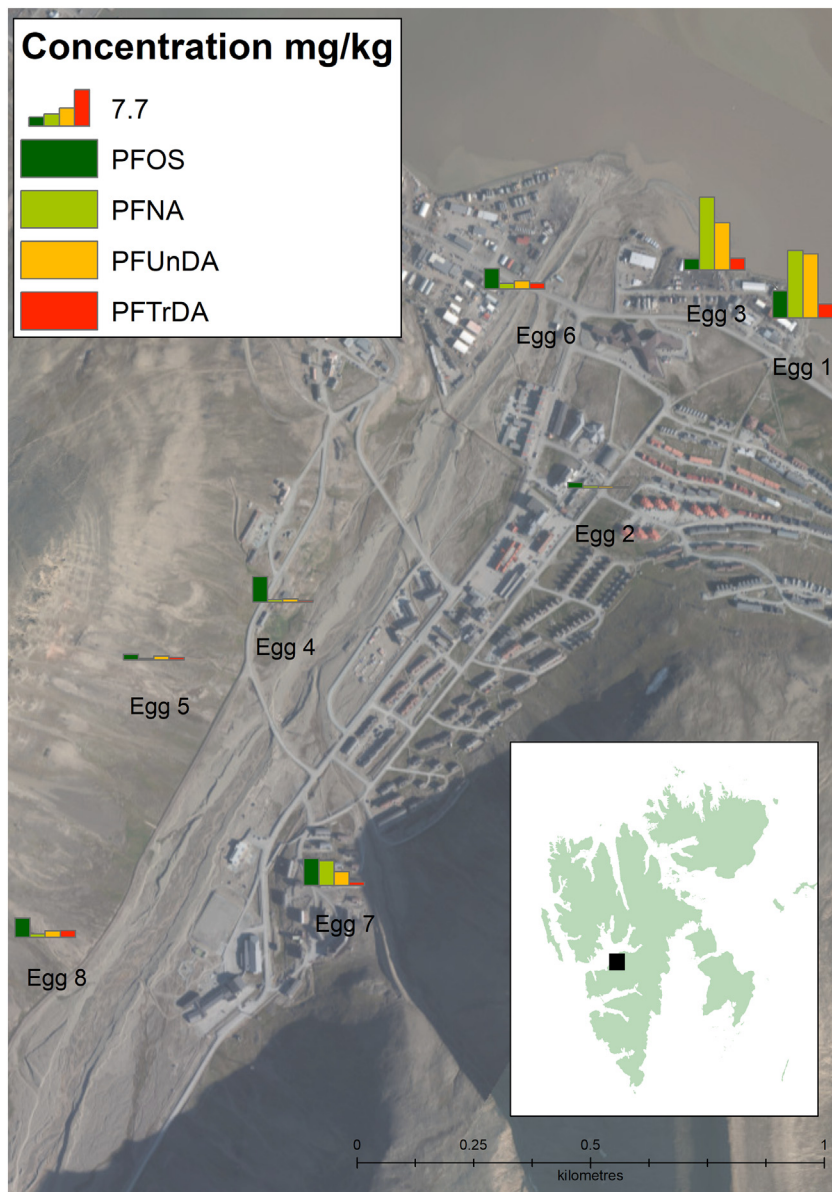 Concentration mg/kg
7.7
PFOS
PFNA
PFUnDA
PFTrDA
Egg 3
Egg 6
Egg 1
Egg 2
Egg 4
Egg 5
Egg 7
Egg 8
0 0.25 0.5 1
kilometres